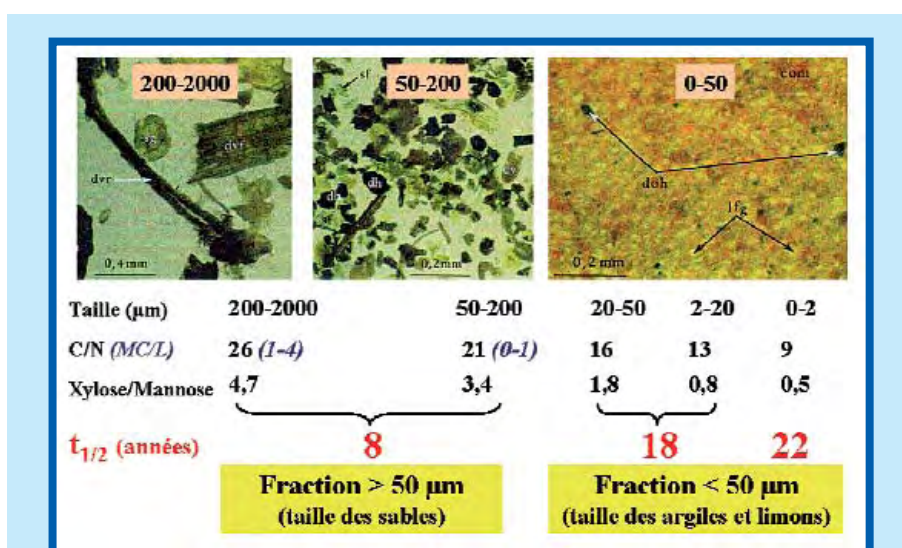 200-2000 50-200 0-50
sf com
dvr
dvr
dh dh
doh
lfg
0,4mm 0,2mm 0,2 mm
Taille (μm) 200-2000 50-200 20-50 2-20 0-2
C/N (MC/L) 26 (1-4) 21 (0-1) 16 13 9
Xylose/Mannose 4,7 3,4 1,8 0,8 0,5
t1/2 (années) 8 18 22
Fraction > 50 μm Fraction < 50 μm
(taille des sables) (taille des argiles et limons)